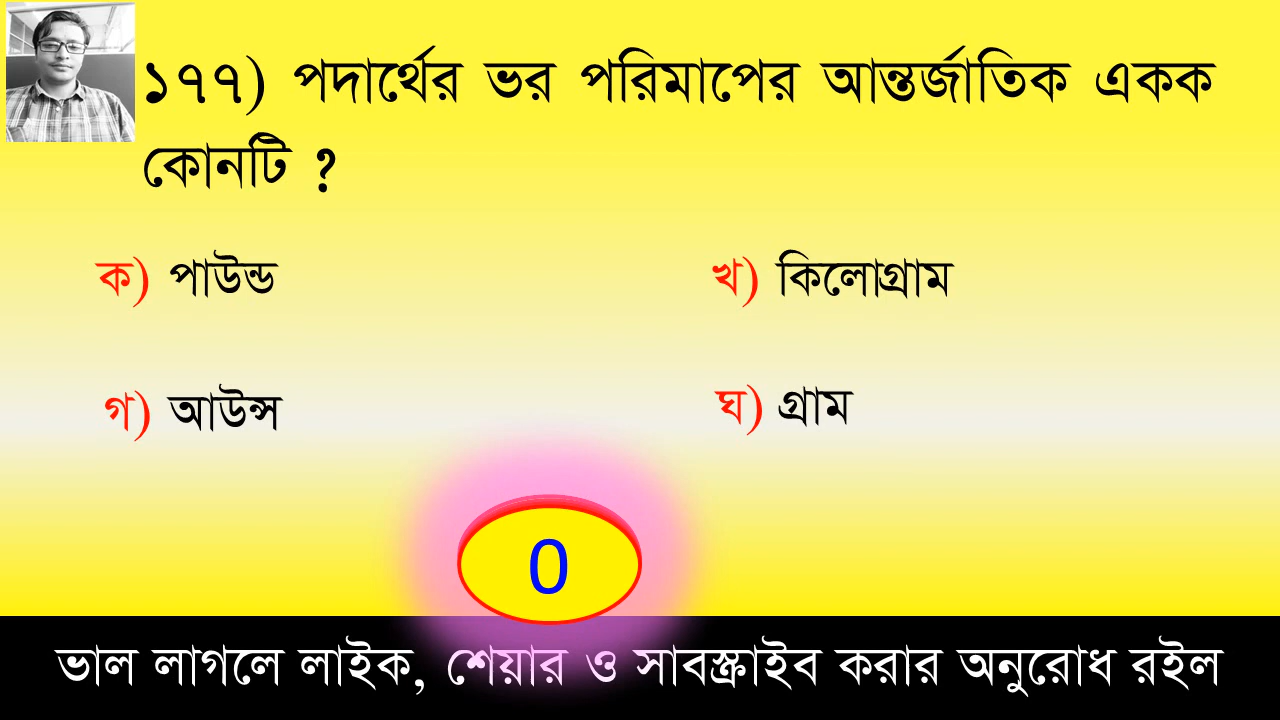 ১৭৭) পদার্থের ভর পরিমাপের আন্তর্জাতিক একক
কোনটি ?
ক) পাউন্ড
খ) কিলোগ্রাম
গ) আউন্স
ঘ) গ্রাম
0
ভাল লাগলে লাইক, শেয়ার ও সাবস্ক্রাইব করার অনুরোধ রইল